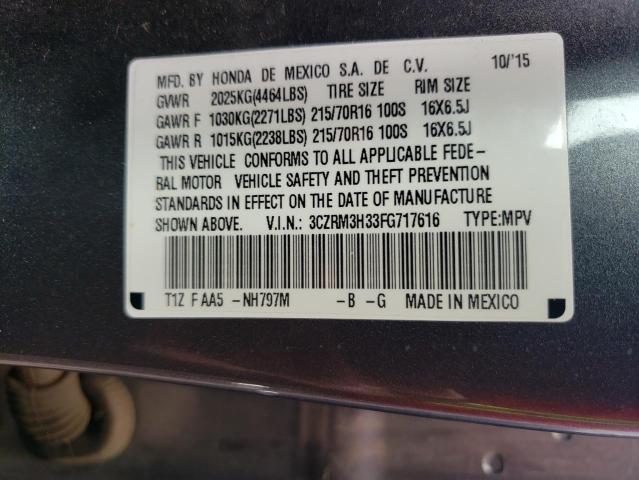 MFD. BY HONDA DE MEXICO S.A. DE C.V. 10/'15
GVWR 2025KG(4464LBS) TIRE SIZE RIM SIZE
GAWR F 1030KG(2271LBS) 215/70R16 100S 16X6.5J
GAWR R 1015KG(2238LBS) 215/70R16 100S 16X6.5J
THIS VEHICLE CONFORMS TO ALL APPLICABLE FEDE-
RAL MOTOR VEHICLE SAFETY AND THEFT PREVENTION
STANDARDS IN EFFECT ON THE DATE OF MANUFACTURE
SHOWN ABOVE. V.I.N.: 3CZRM3H33FG717616 TYPE:MPV
T1Z F AA5 -NH797M -B -G MADE IN MEXICO